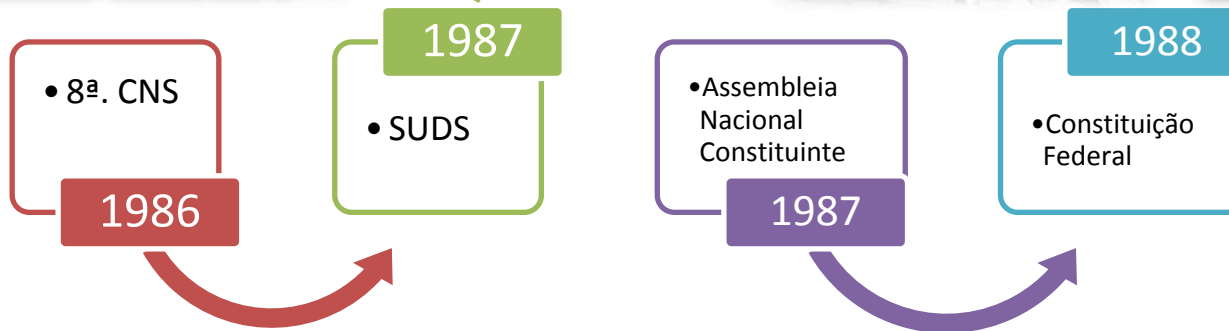 • 8ª. CNS
1986
1987
• SUDS
•Assembleia
Nacional
Constituinte
1987
1988
•Constituição
Federal